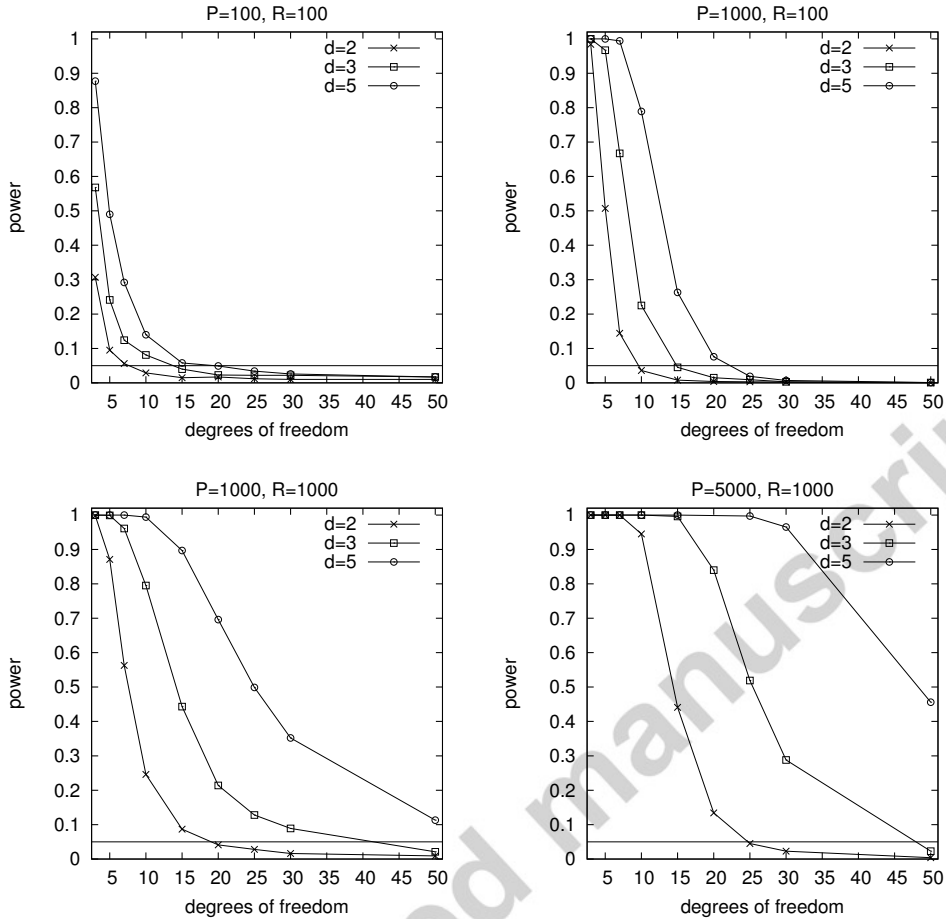 P=100, R=100
1
0.9
0.8
0.7
0.6
0.5
0.4
0.3
0.2
0.1
0
power
d=2
d=3
d=5
5 10 15 20 25 30 35 40 45 50
degrees of freedom
P=1000, R=100
1
0.9
0.8
0.7
0.6
0.5
0.4
0.3
0.2
0.1
0
power
d=2
d=3
d=5
5 10 15 20 25 30 35 40 45 50
degrees of freedom
P=1000, R=1000
1
0.9
0.8
0.7
0.6
0.5
0.4
0.3
0.2
0.1
0
power
d=2
d=3
d=5
5 10 15 20 25 30 35 40 45 50
degrees of freedom
P=5000, R=1000
1
0.9
0.8
0.7
0.6
0.5
0.4
0.3
0.2
0.1
0
power
d=2
d=3
d=5
5 10 15 20 25 30 35 40 45 50
degrees of freedom
ed manuscri